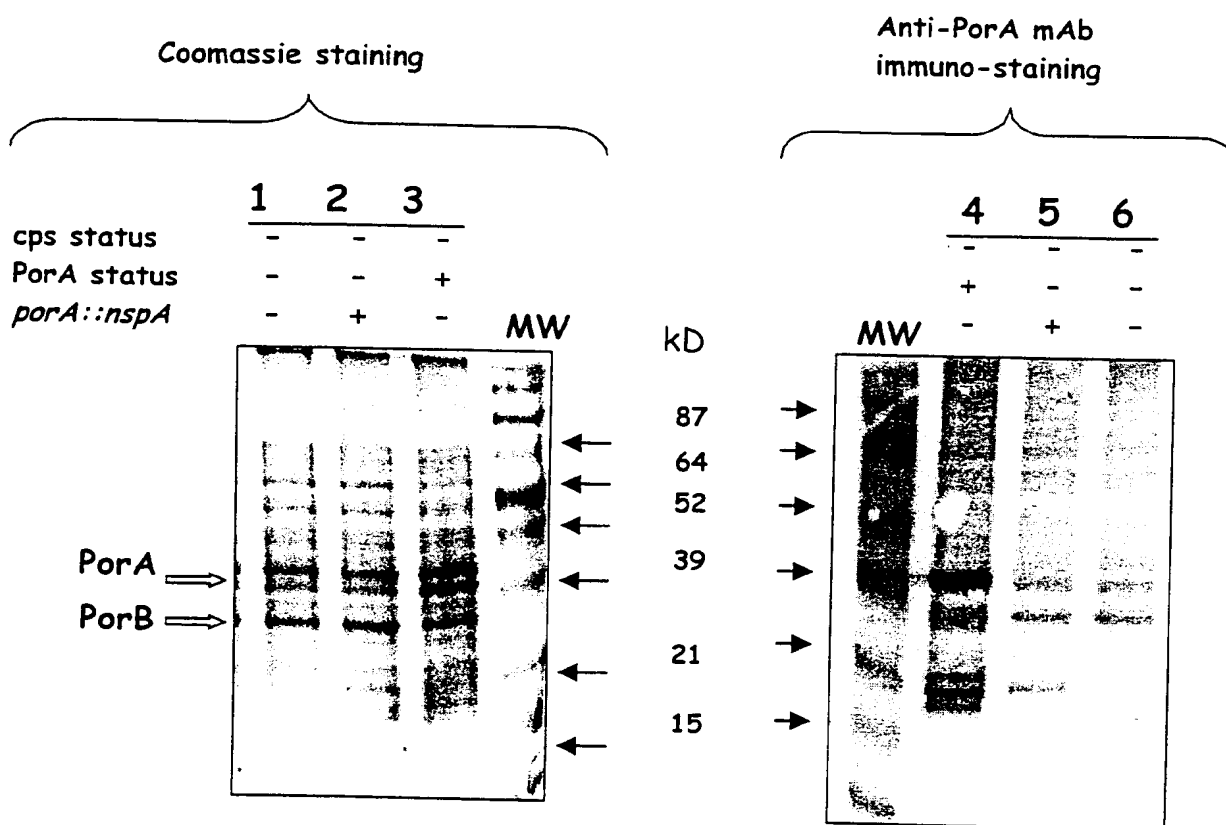 Coomassie staining
Anti-PorA mAb
immuno-staining
1 2 3
cps status - - -
PorA status - - +
porA::nspA - + -
MW
kD
87
64
52
39
21
15
PorA
PorB
4 5 6
- - -
+ - -
- + -
MW